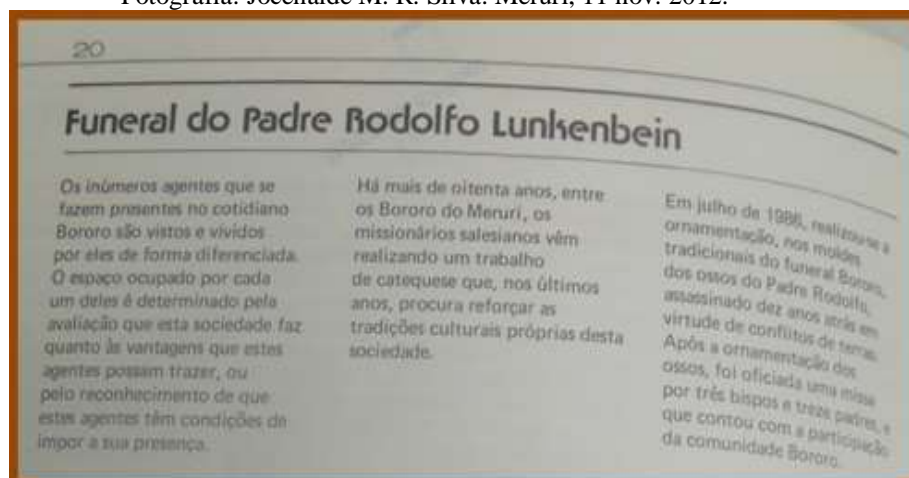 Fotografia: Jocenaide M. R. Silva. Meruri, 11 nov. 2012.
20
Funeral do Padre Rodolfo Lunkenbein
Os inúmeros agentes que se
fazem presentes no cotidiano
Bororo são vistos e vividos
por eles de forma diferenciada.
O espaço ocupado por cada
um deles é determinado pela
avaliação que esta sociedade faz
quanto às vantagens que estes
agentes possam trazer, ou
pelo reconhecimento de que
estes agentes têm condições de
impor a sua presença.
Há mais de oitenta anos, entre
os Bororo do Meruri, os
missionários salesianos vêm
realizando um trabalho
de catequese que, nos últimos
anos, procura reforçar as
tradições culturais próprias desta
sociedade.
Em julho de 1986, realizou-se a
ornamentação, nos moldes
tradicionais do funeral Bororo,
dos ossos do Padre Rodolfo,
assassinado dez anos atrás em
virtude de conflitos de terras.
Após a ornamentação dos
ossos, foi oficiada uma missa
por três bispos e treze padres, e
que contou com a participação
da comunidade Bororo.